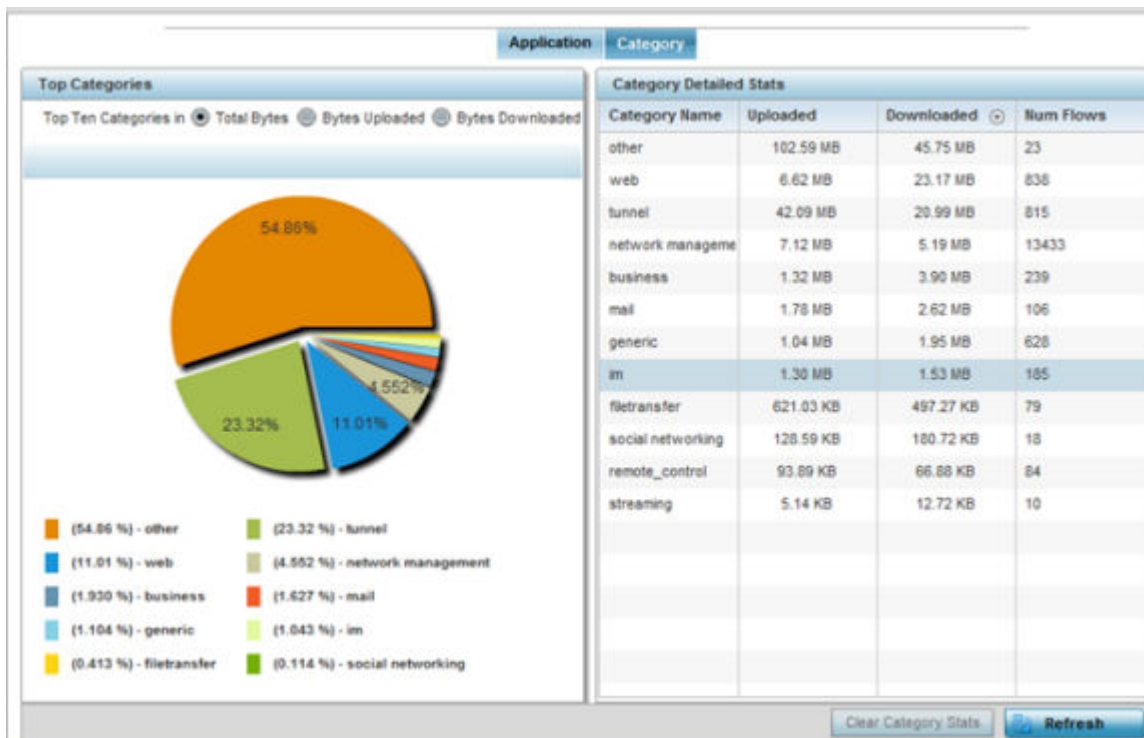 Application Category
Top Categories
Top Ten Categories in Total Bytes Bytes Uploaded Bytes Downloaded
54.86%
4.552%
23.32%
11.01%
(54.86 %) - other
(23.32 %) - tunnel
(11.01 %) - web
(4.552 %) - network management
(1.930 %) - business
(1.627 %) - mail
(1.104 %) - generic
(1.043 %) - im
(0.413 %) - filetransfer
(0.114 %) - social networking
Category Detailed Stats
Category Name Uploaded Downloaded Num Flows
other 102.59 MB 45.75 MB 23
web 6.62 MB 23.17 MB 838
tunnel 42.09 MB 20.99 MB 815
network manageme 7.12 MB 5.19 MB 13433
business 1.32 MB 3.90 MB 239
mail 1.78 MB 2.62 MB 106
generic 1.04 MB 1.95 MB 628
im 1.30 MB 1.53 MB 185
filetransfer 621.03 KB 497.27 KB 79
social networking 128.59 KB 180.72 KB 18
remote_control 93.89 KB 66.88 KB 84
streaming 5.14 KB 12.72 KB 10
Clear Category Stats Refresh